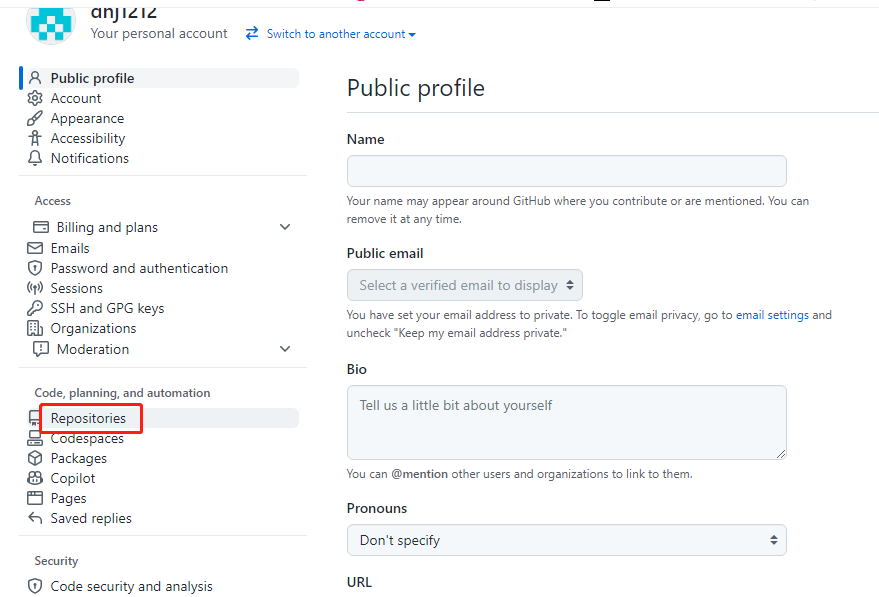 dnj1212
Your personal account
Switch to another account
Public profile
Account
Appearance
Accessibility
Notifications
Access
Billing and plans
Emails
Password and authentication
Sessions
SSH and GPG keys
Organizations
Moderation
Code, planning, and automation
Repositories
Codespaces
Packages
Copilot
Pages
Saved replies
Security
Code security and analysis
Public profile
Name
Your name may appear around GitHub where you contribute or are mentioned. You can
remove it at any time.
Public email
Select a verified email to display
You have set your email address to private. To toggle email privacy, go to email settings and
uncheck "Keep my email address private."
Bio
Tell us a little bit about yourself
You can @mention other users and organizations to link to them.
Pronouns
Don't specify
URL